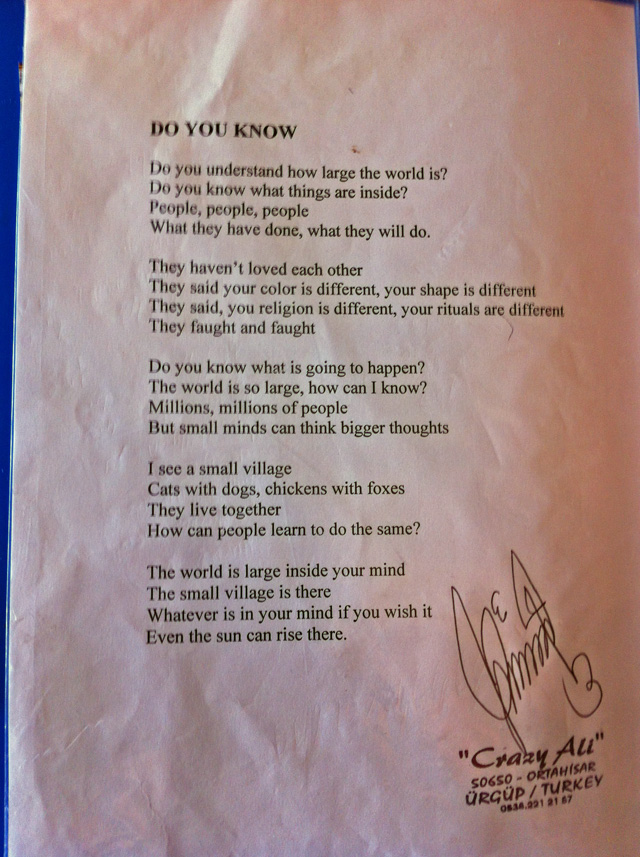 DO YOU KNOW
Do you understand how large the world is?
Do you know what things are inside?
People, people, people
What they have done, what they will do.
They haven't loved each other
They said your color is different, your shape is different
They said, you religion is different, your rituals are different
They faught and faught
Do you know what is going to happen?
The world is so large, how can I know?
Millions, millions of people
But small minds can think bigger thoughts
I see a small village
Cats with dogs, chickens with foxes
They live together
How can people learn to do the same?
The world is large inside your mind
The small village is there
Whatever is in your mind if you wish it
Even the sun can rise there.
"Crazy Ali"
50650 - ORTAHİSAR
ÜRGÜP / TURKEY